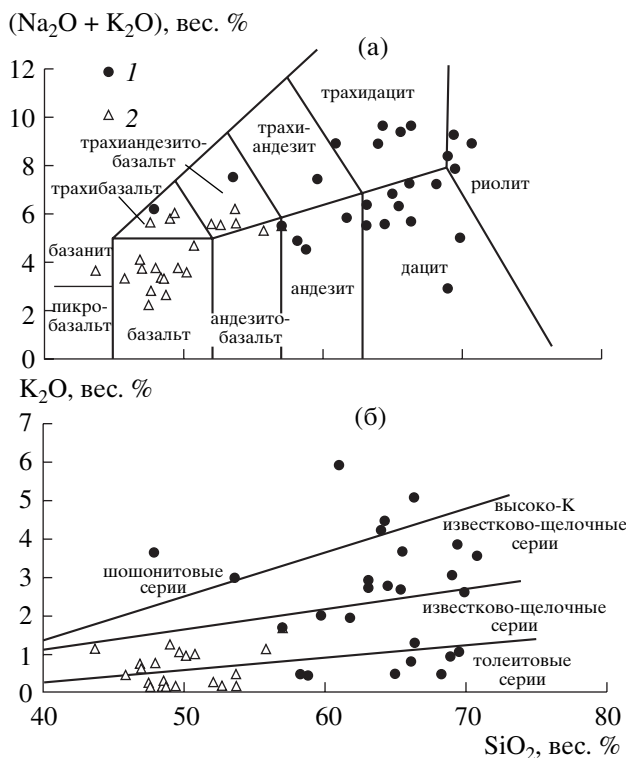 (Na2O + K2O), вес. %
(а)
12
10
8
6
4
2
0
1
2
трахидацит
трахи-
андезит
трахиандезито-
базальт
трахибазальт
риолит
базанит
дацит
андезит
пикро-
базальт
андезито-
базальт
базальт
K2O, вес. %
(б)
7
6
5
4
3
2
1
0
высоко-К
известково-щелочные
серии
шошонитовые
серии
известково-щелочные
серии
толеитовые
серии
40
50
60
70
80
SiO2, вес. %